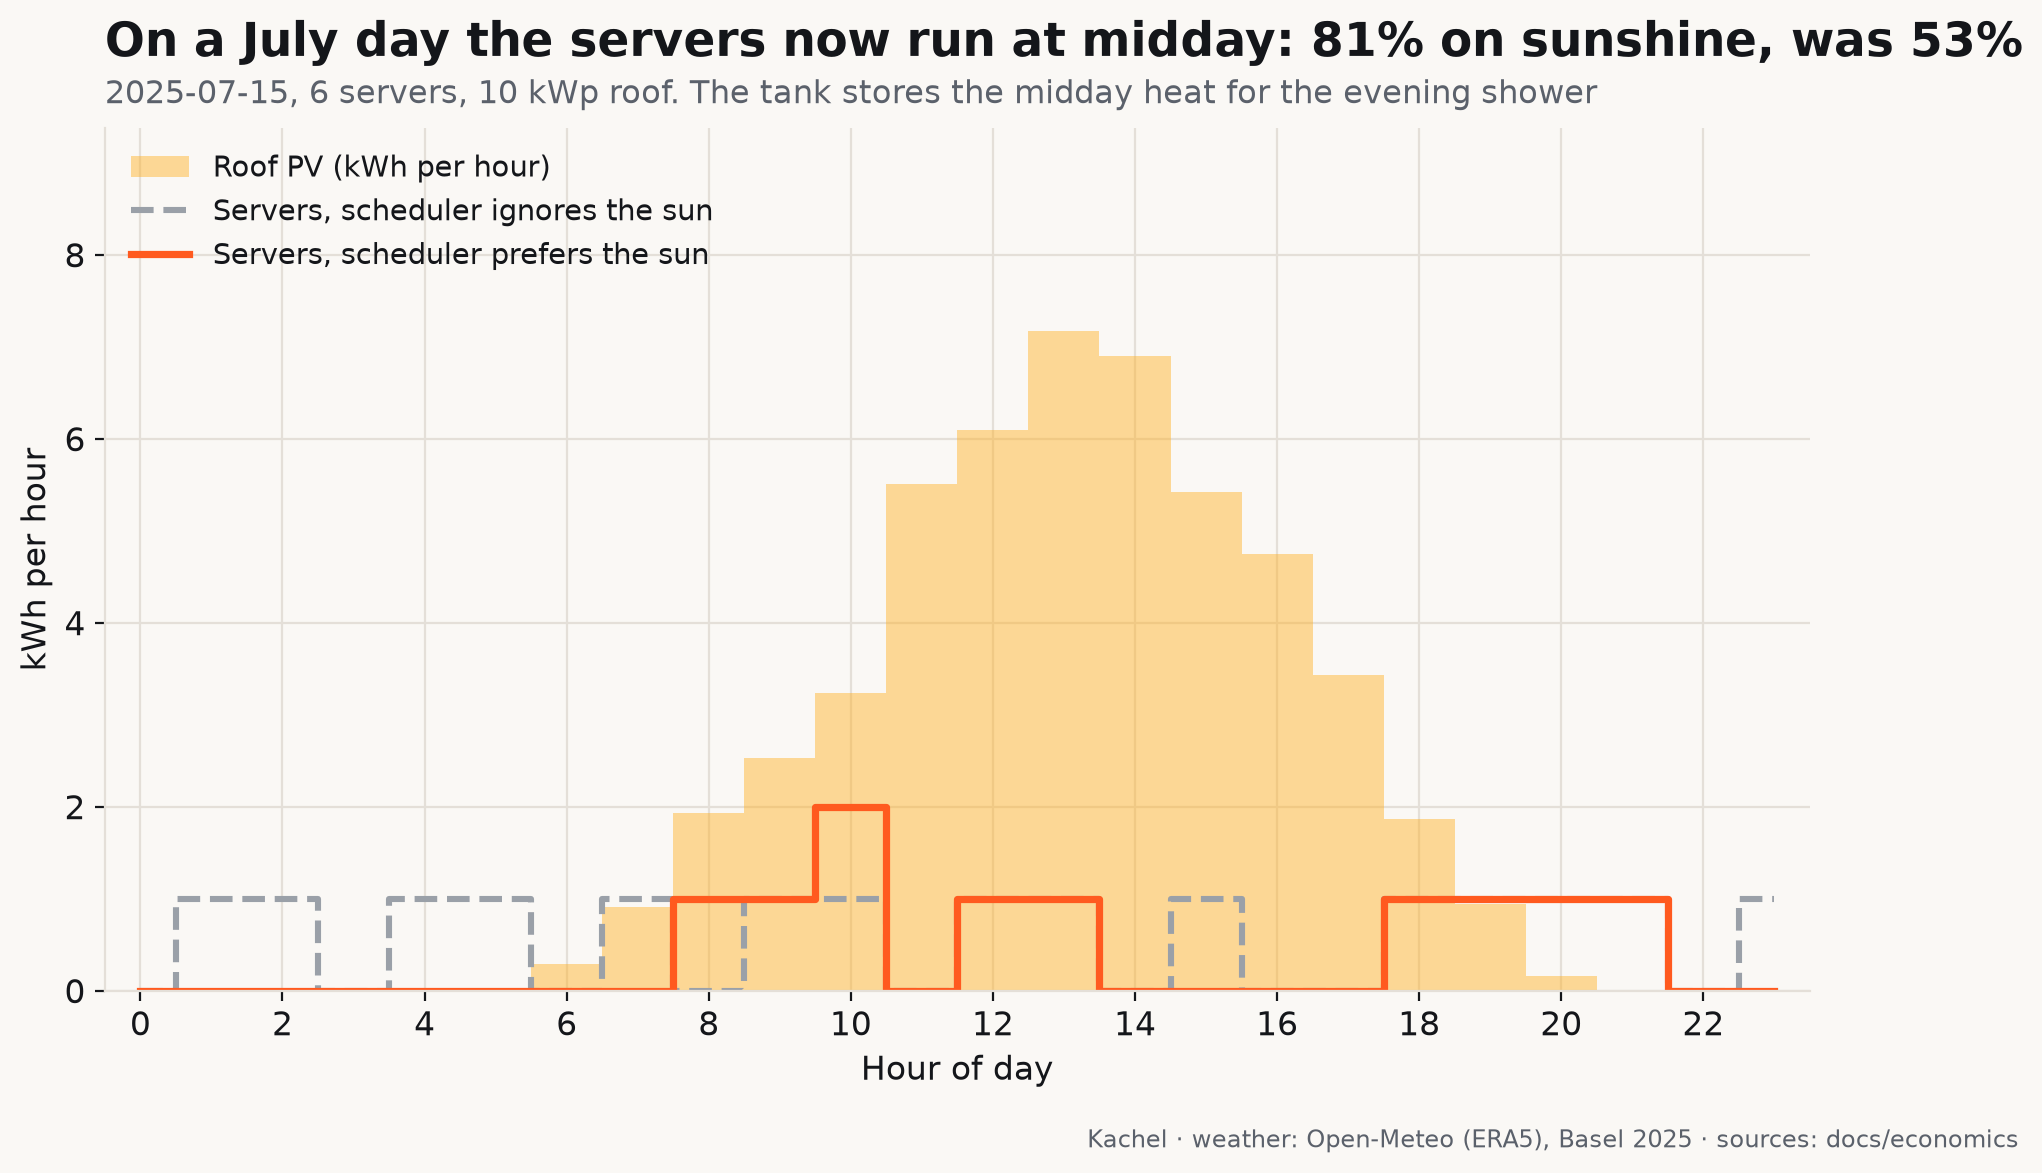 On a July day the servers now run at midday: 81% on sunshine, was 53%
2025-07-15, 6 servers, 10 kWp roof. The tank stores the midday heat for the evening shower
Roof PV (kWh per hour)
Servers, scheduler ignores the sun
Servers, scheduler prefers the sun
kWh per hour
8
6
4
2
0
0 2 4 6 8 10 12 14 16 18 20 22
Hour of day
Kachel · weather: Open-Meteo (ERA5), Basel 2025 · sources: docs/economics